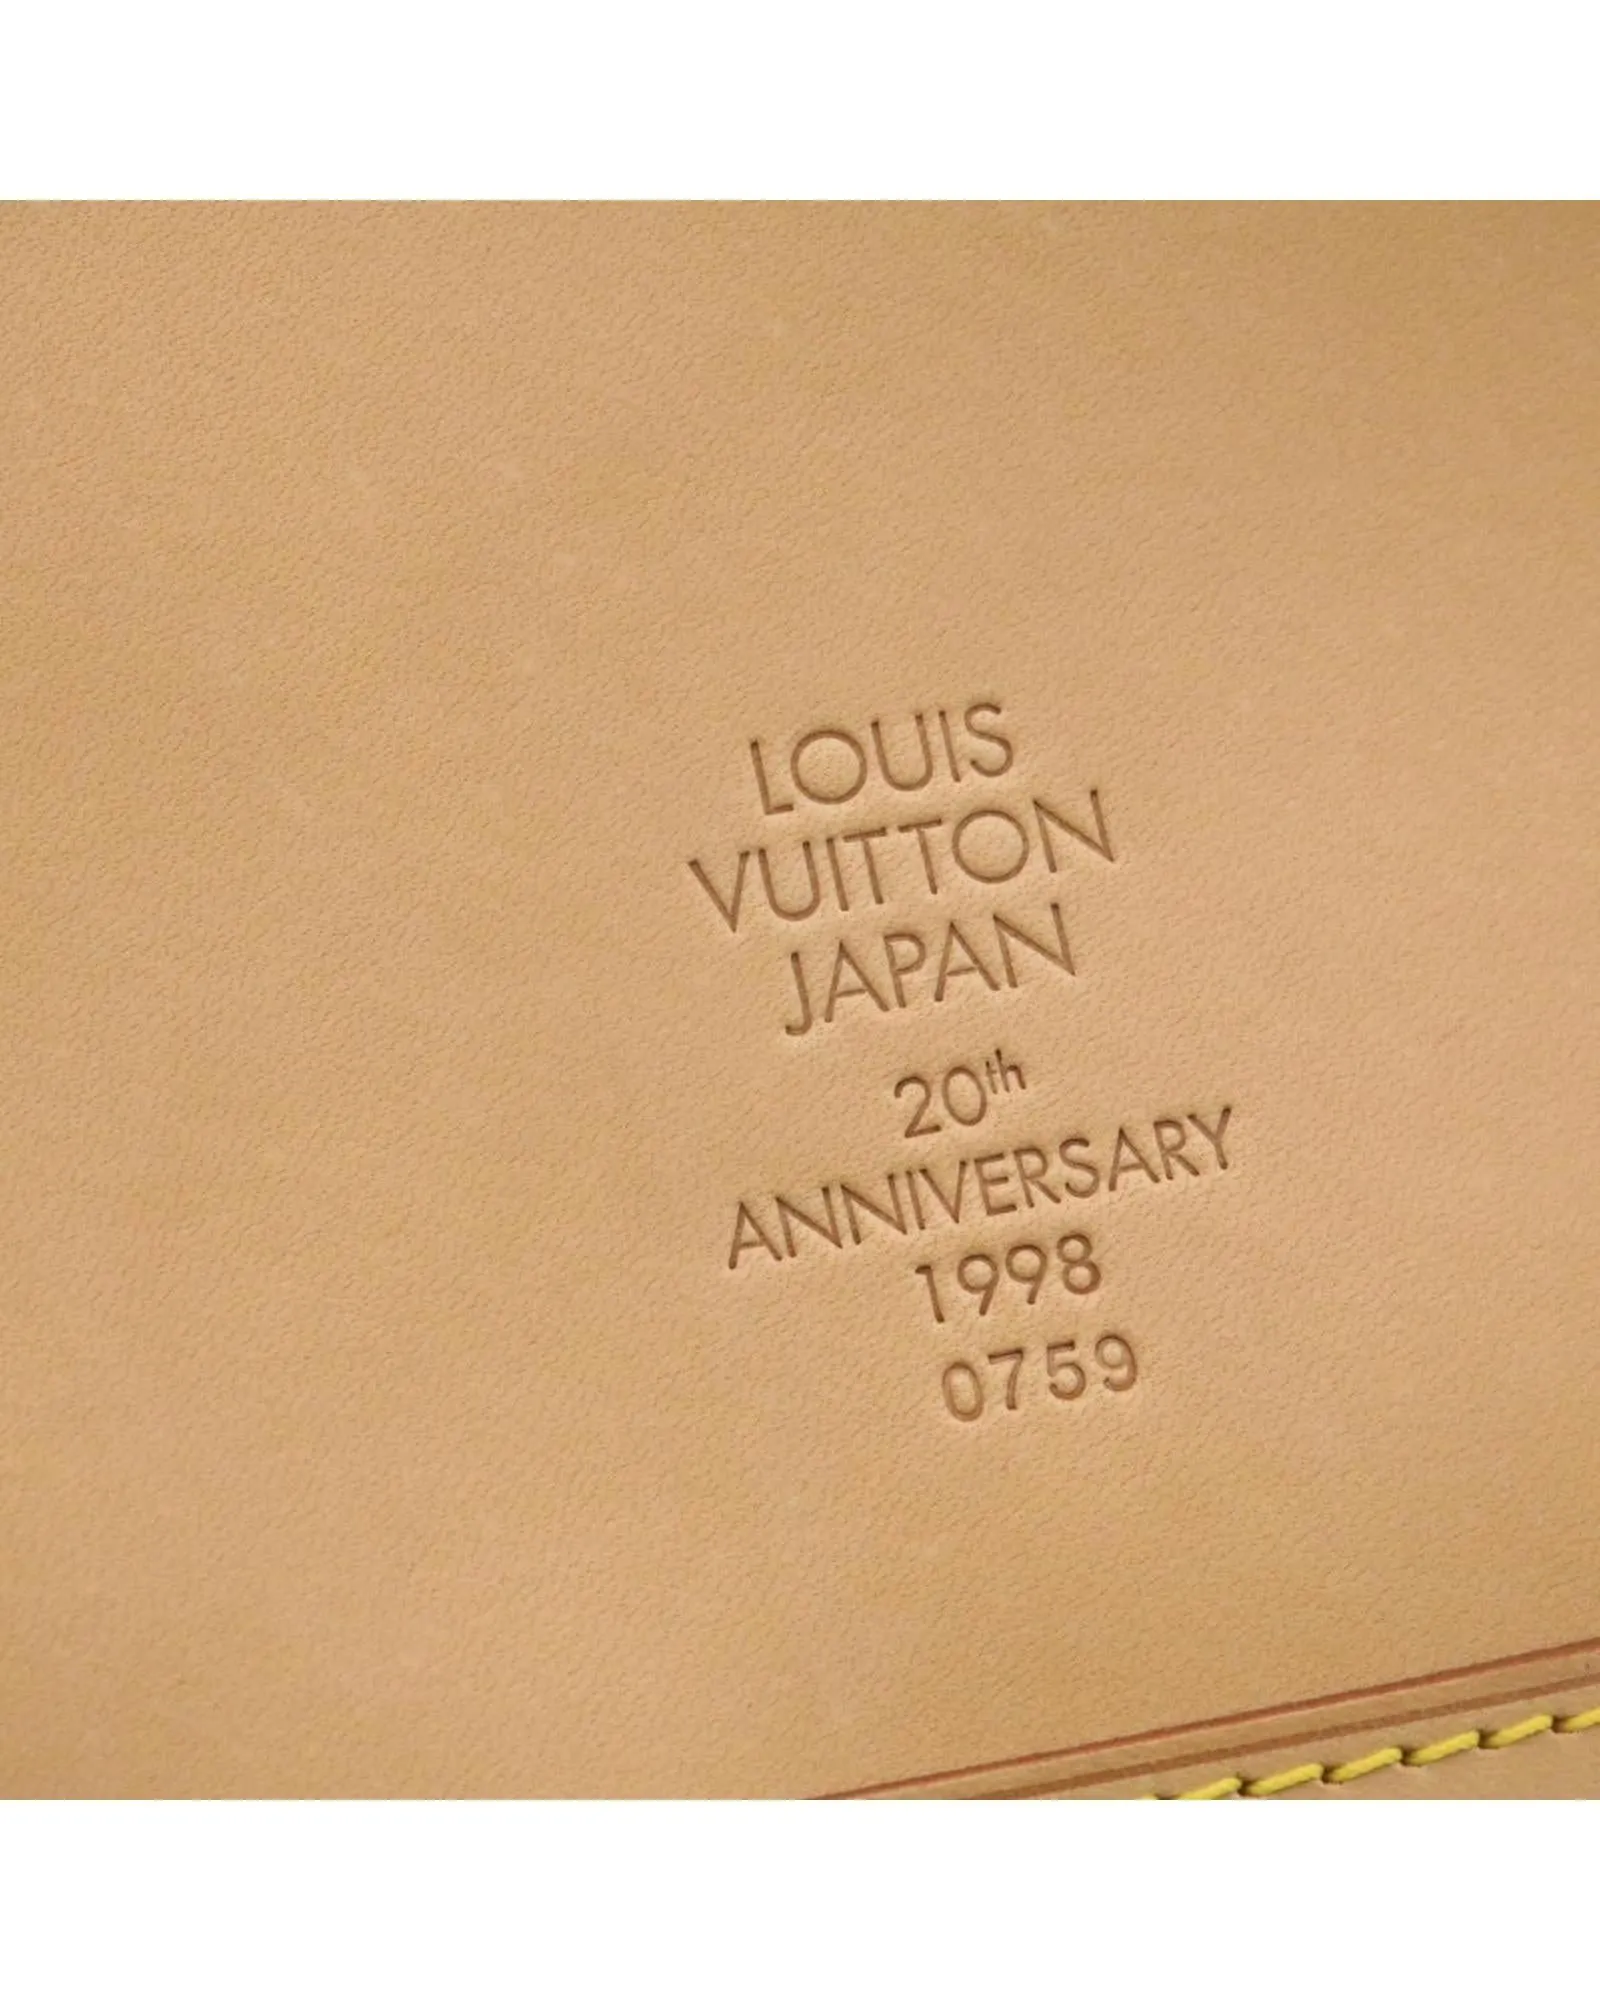 LOUIS
VUITTON
JAPAN
20th
ANNIVERSARY
1998
0759